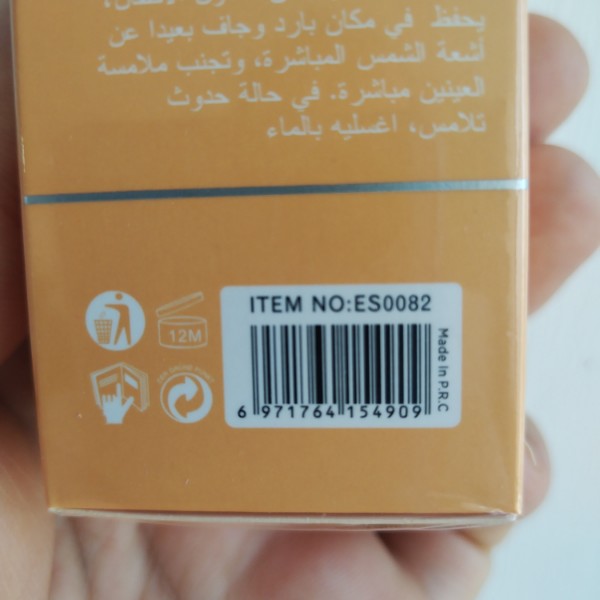 يحفظ في مكان بارد وجاف بعيدا عن
أشعة الشمس المباشرة، وتجنب ملامسة
العينين مباشرة. في حالة حدوث
تلامس، اغسليه بالماء
12M
ITEM NO:ES0082
6 971764 154909
Made In P.R.C